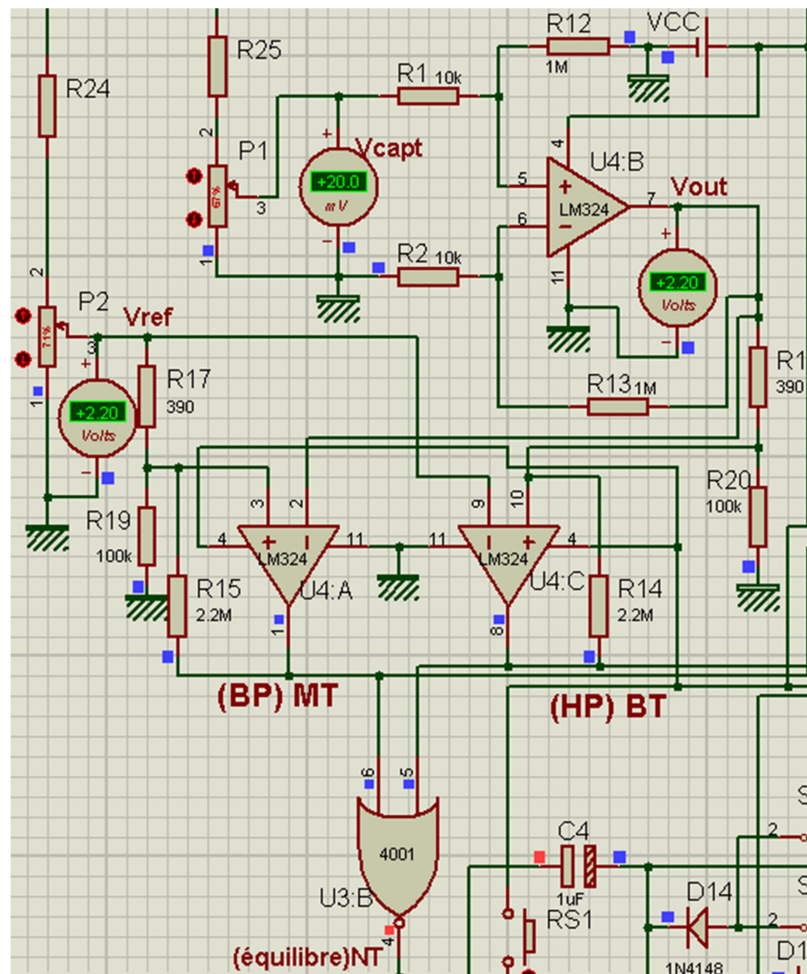 R12
VCC
1M
R25
R24
R1 10k
2
P1
Vcapt
4
U4:B
67%
+20.0
mV
3
5
6
LM324
7
Vout
1
R2 10k
11
+2.20
Volts
2
P2
Vref
71%
3
1
+2.20
Volts
R17
390
R13 1M
R1
390
R19
100k
3
2
9
10
R20
100k
4
LM324
11
11
LM324
4
R15
2.2M
U4:A
1
U4:C
8
R14
2.2M
(BP) MT
(HP) BT
6
5
4001
U3:B
4
(équilibre)NT
C4
1uF
RS1
D14
1N4148
S
2
S
2
D1